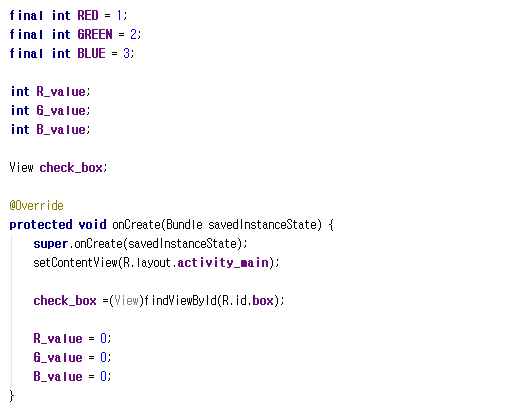 final int RED = 1;
final int GREEN = 2;
final int BLUE = 3;

int R_value;
int G_value;
int B_value;

View check_box;

@Override
protected void onCreate(Bundle savedInstanceState) {
    super.onCreate(savedInstanceState);
    setContentView(R.layout.activity_main);

    check_box =(View)findViewById(R.id.box);

    R_value = 0;
    G_value = 0;
    B_value = 0;
}